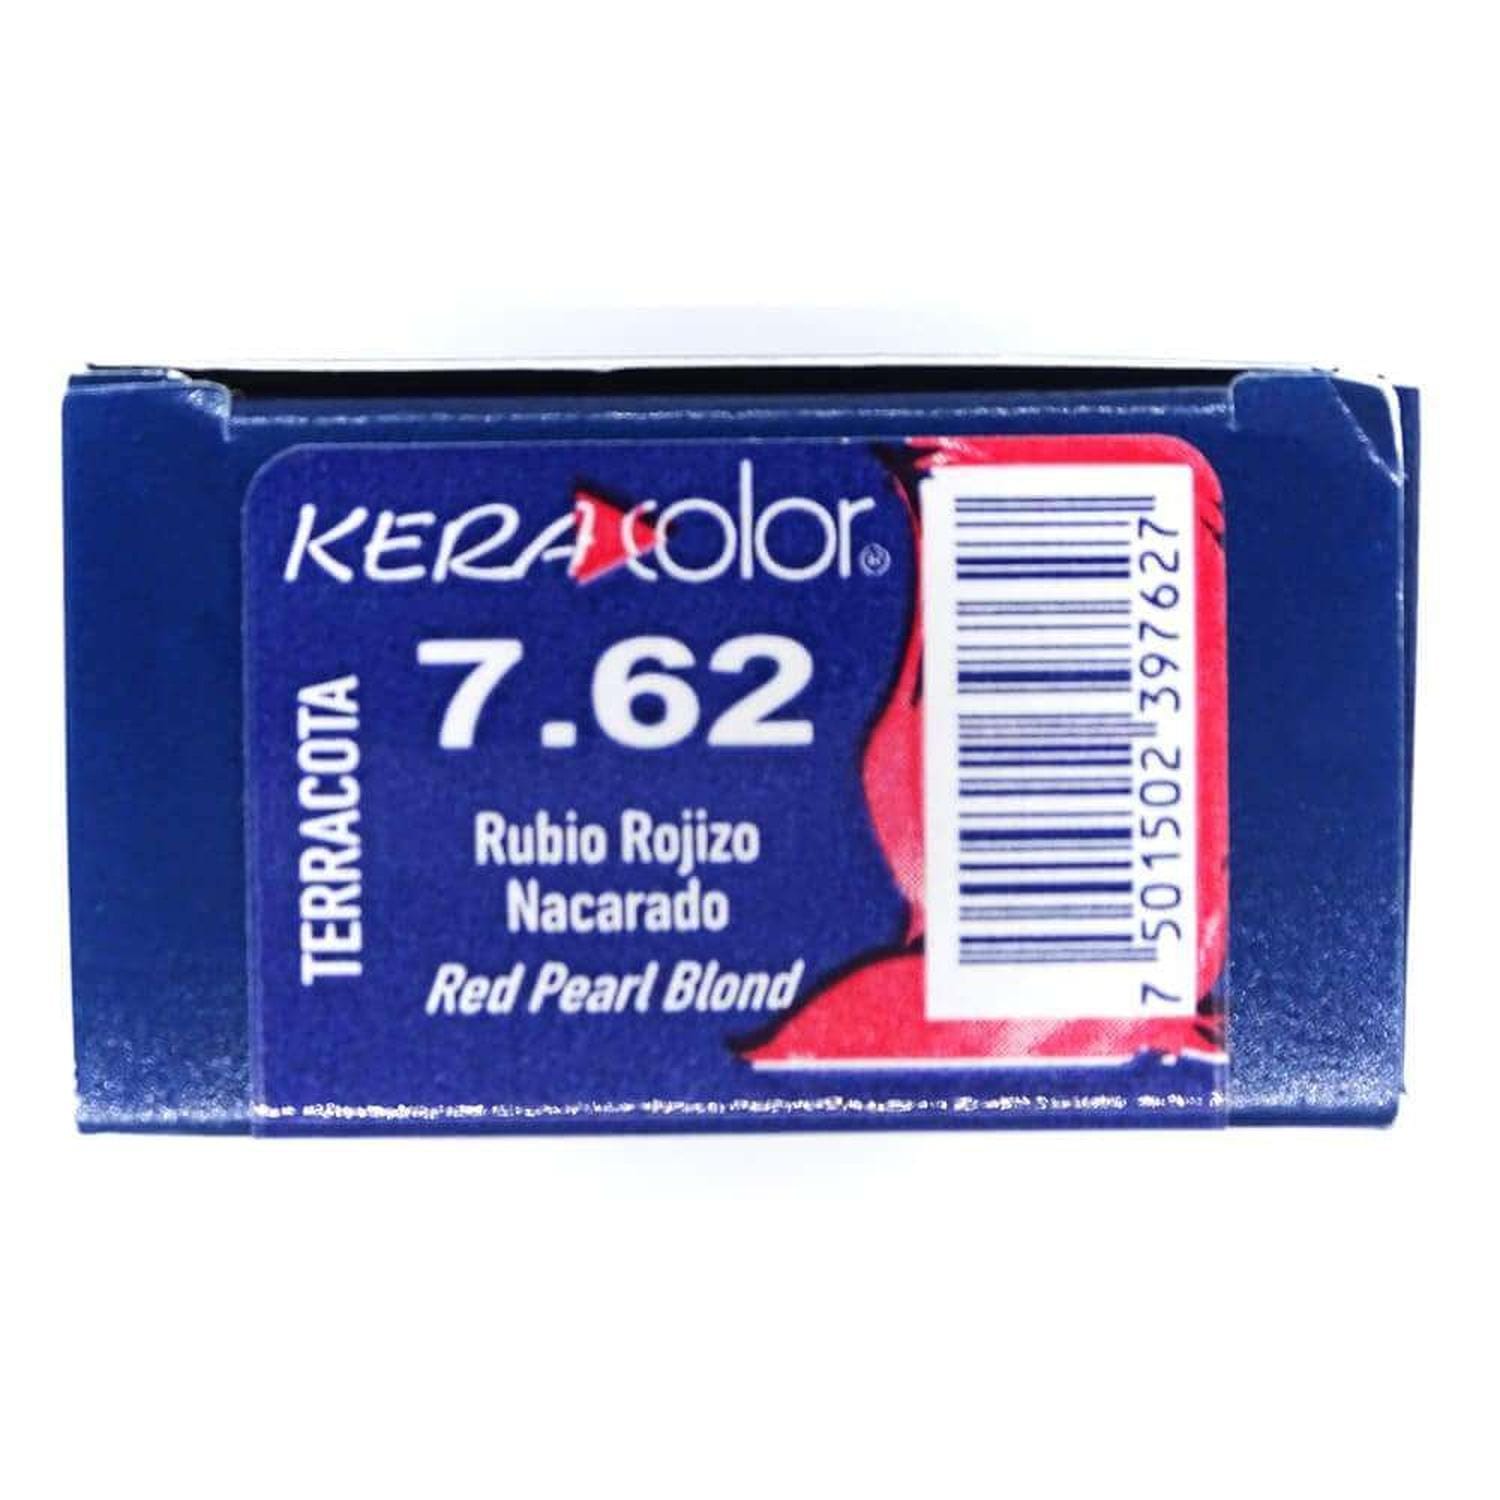 KERAcolor®
7.62
TERRACOTA
Rubio Rojizo
Nacarado
Red Pearl Blond
7 501502 397627